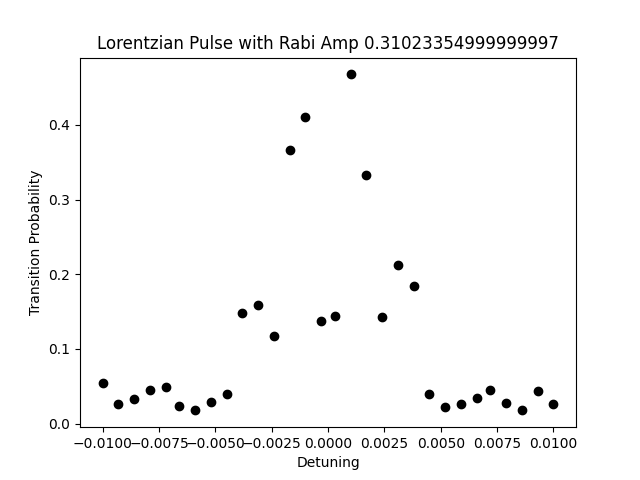 Lorentzian Pulse with Rabi Amp 0.31023354999999997
Transition Probability
0.4
0.3
0.2
0.1
0.0
−0.0100 −0.0075 −0.0050 −0.0025 0.0000 0.0025 0.0050 0.0075 0.0100
Detuning